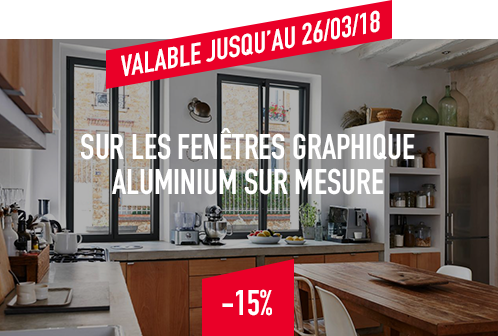 VALABLE JUSQU'AU 26/03/18
SUR LES FENÊTRES GRAPHIQUE
ALUMINIUM SUR MESURE
-15%